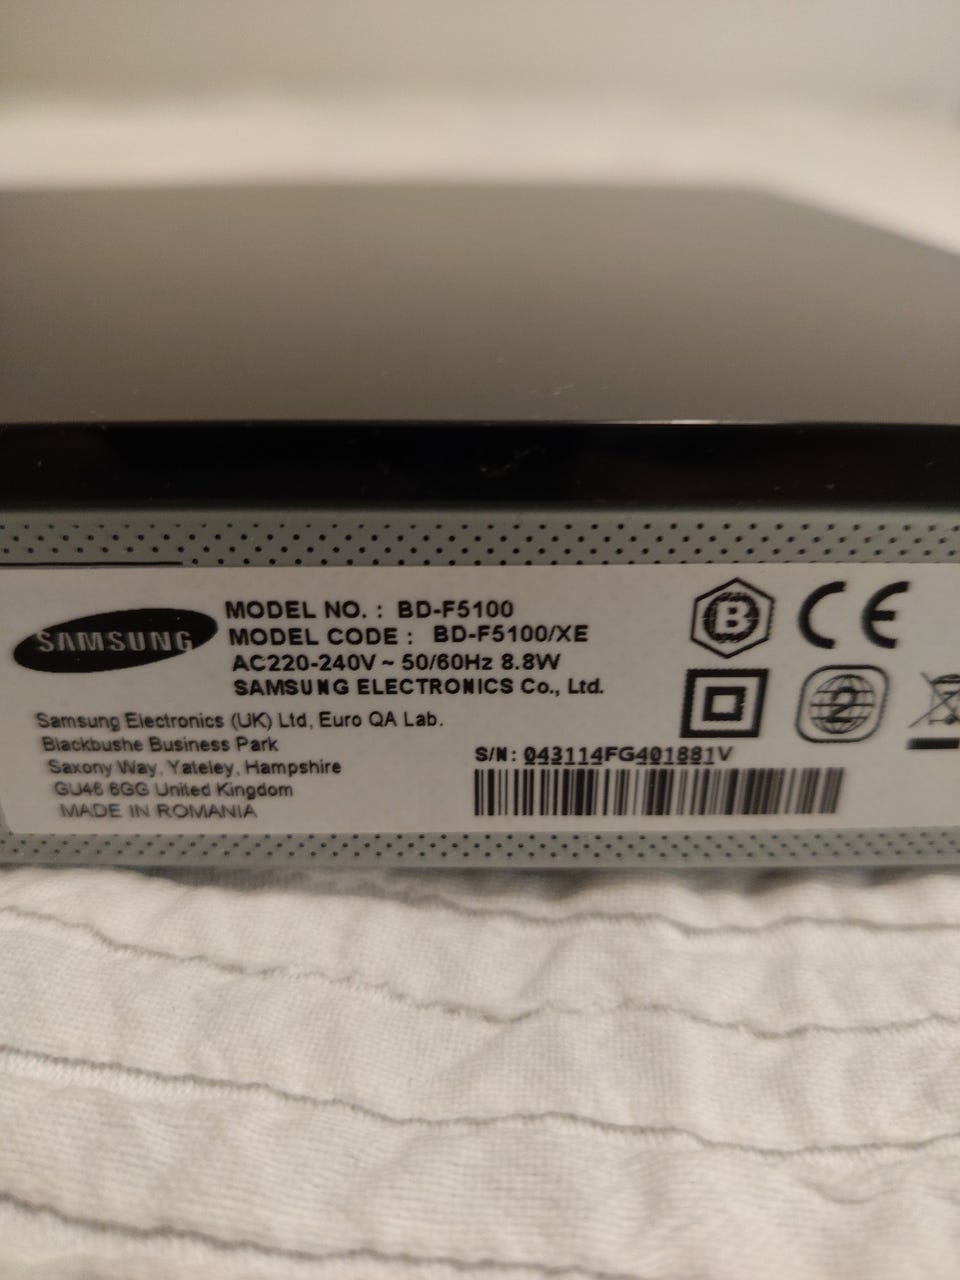 SAMSUNG
MODEL NO. : BD-F5100
MODEL CODE : BD-F5100/XE
AC220-240V ~ 50/60Hz 8.8W
SAMSUNG ELECTRONICS Co., Ltd.
Samsung Electronics (UK) Ltd, Euro QA Lab.
Blackbushe Business Park
Saxony Way, Yateley, Hampshire
GU46 6GG United Kingdom
MADE IN ROMANIA
B CE
2
S/N: 043114FG401881V